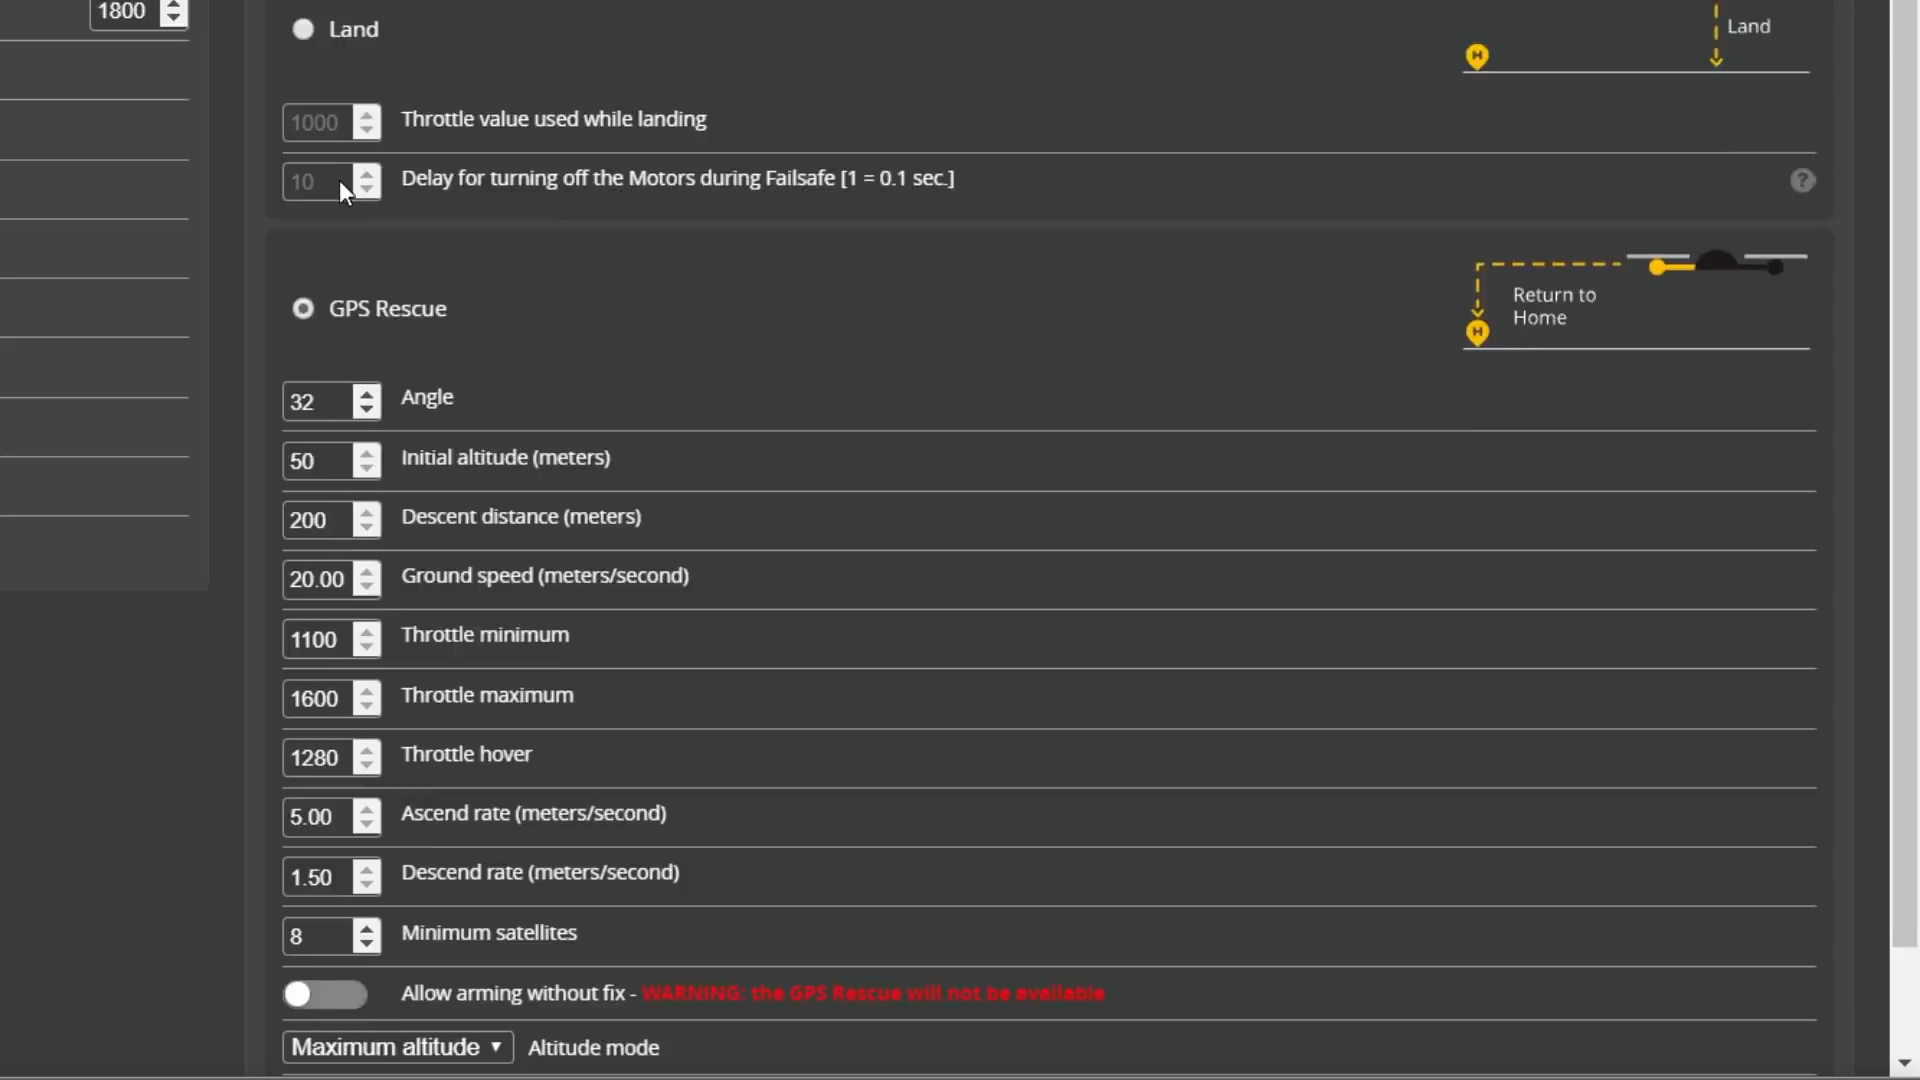 1800
Land
Land
H
1000 Throttle value used while landing
10 Delay for turning off the Motors during Failsafe [1 = 0.1 sec.] ?
GPS Rescue
Return to
Home
H
32 Angle
50 Initial altitude (meters)
200 Descent distance (meters)
20.00 Ground speed (meters/second)
1100 Throttle minimum
1600 Throttle maximum
1280 Throttle hover
5.00 Ascend rate (meters/second)
1.50 Descend rate (meters/second)
8 Minimum satellites
Allow arming without fix - WARNING: the GPS Rescue will not be available
Maximum altitude Altitude mode